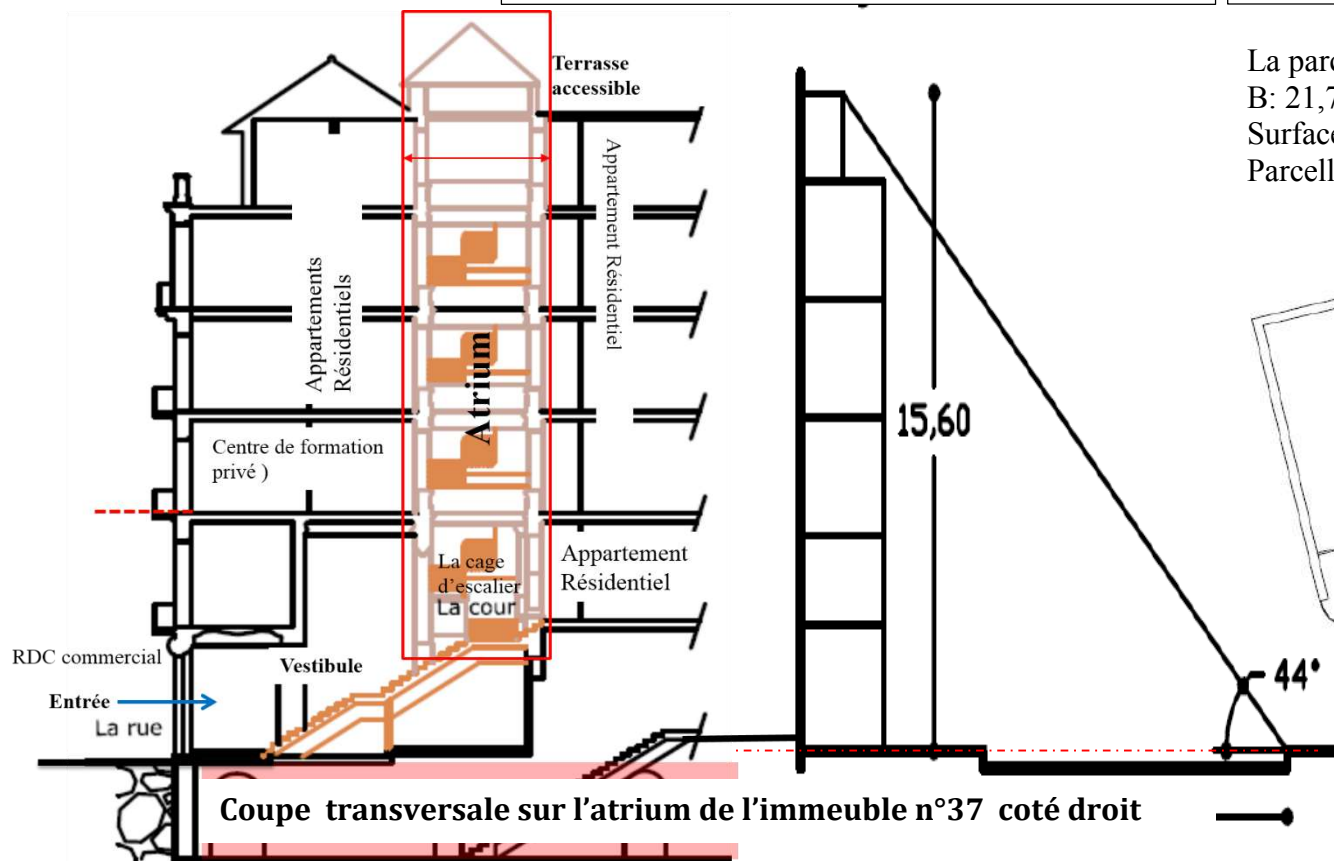 Terrasse
accessible
Appartements
Résidentiels
Appartement Résidentiel
Atrium
Centre de formation
privé )
La cage
d’escalier
La cour
Appartement
Résidentiel
RDC commercial
Vestibule
Entrée
La rue
15,60
44°
La parc
B: 21,7
Surface
Parcell
Coupe transversale sur l’atrium de l’immeuble n°37 coté droit